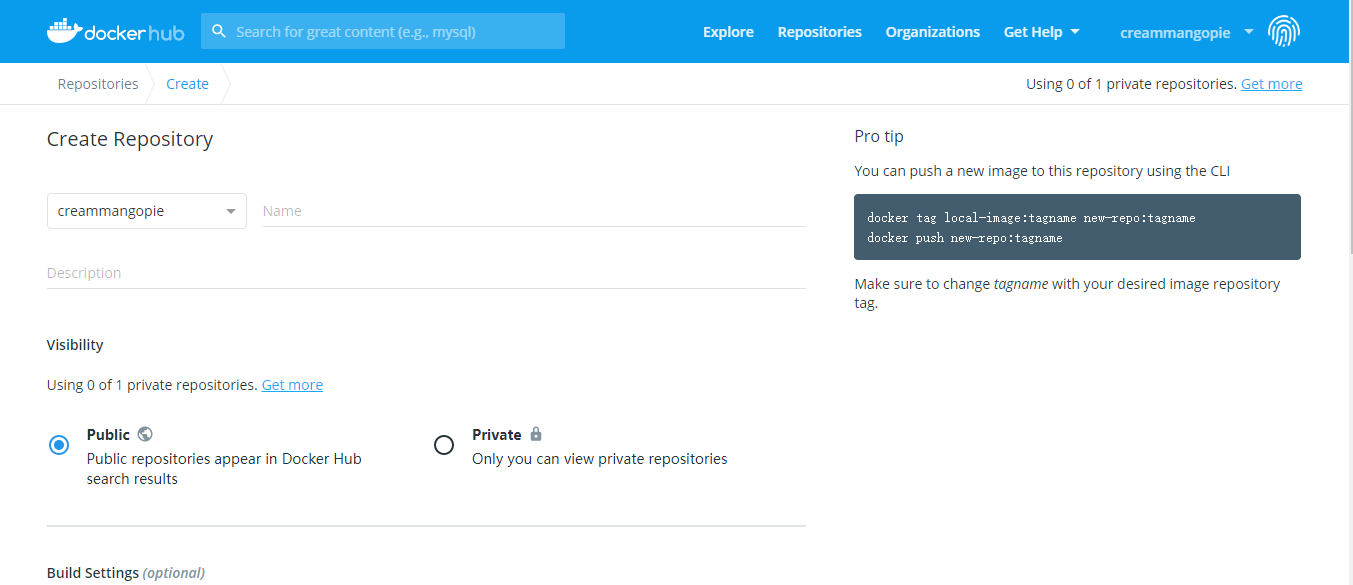 dockerhub Search for great content (e.g., mysql) Explore Repositories Organizations Get Help creammangopie
Repositories Create Using 0 of 1 private repositories. Get more
Create Repository
creammangopie Name
Description
Visibility
Using 0 of 1 private repositories. Get more
Public
Public repositories appear in Docker Hub
search results
Private
Only you can view private repositories
Build Settings (optional)
Pro tip
You can push a new image to this repository using the CLI
docker tag local-image:tagname new-repo:tagname
docker push new-repo:tagname
Make sure to change tagname with your desired image repository
tag.